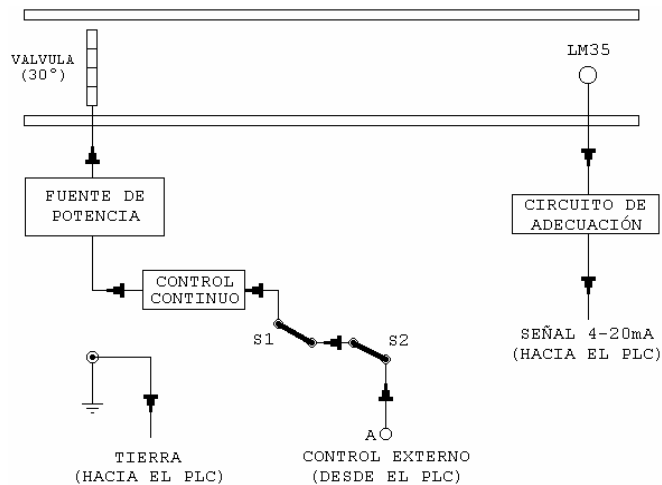 VALVULA
(30°)
LM35
FUENTE DE
POTENCIA
CIRCUITO DE
ADECUACIÓN
CONTROL
CONTINUO
S1
S2
SEÑAL 4-20mA
(HACIA EL PLC)
A
TIERRA
(HACIA EL PLC)
CONTROL EXTERNO
(DESDE EL PLC)